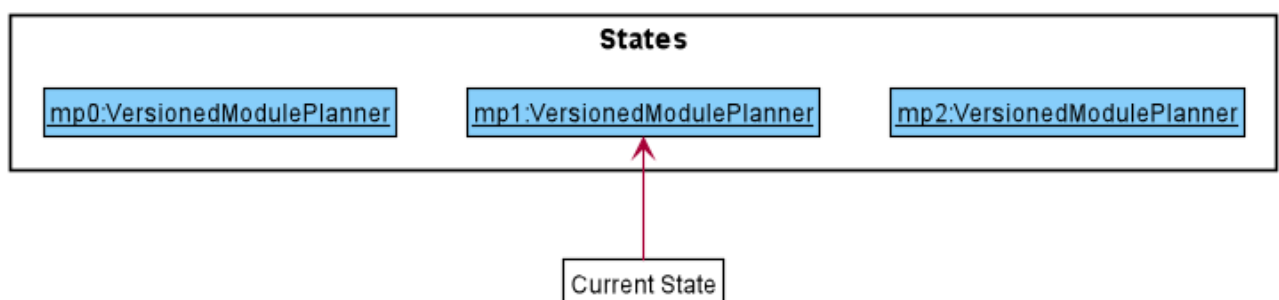 States
mp0:VersionedModulePlanner
mp1:VersionedModulePlanner
mp2:VersionedModulePlanner
Current State